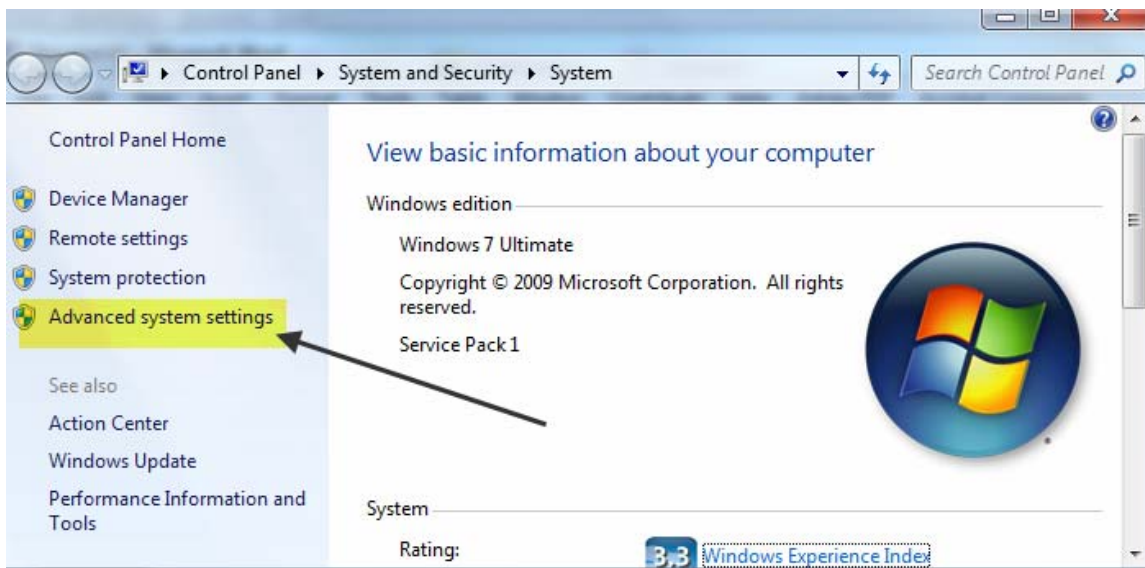 Control Panel ▸ System and Security ▸ System
Search Control Panel
Control Panel Home
Device Manager
Remote settings
System protection
Advanced system settings
See also
Action Center
Windows Update
Performance Information and
Tools
View basic information about your computer
Windows edition
Windows 7 Ultimate
Copyright © 2009 Microsoft Corporation. All rights
reserved.
Service Pack 1
System
Rating:
3,3 Windows Experience Index